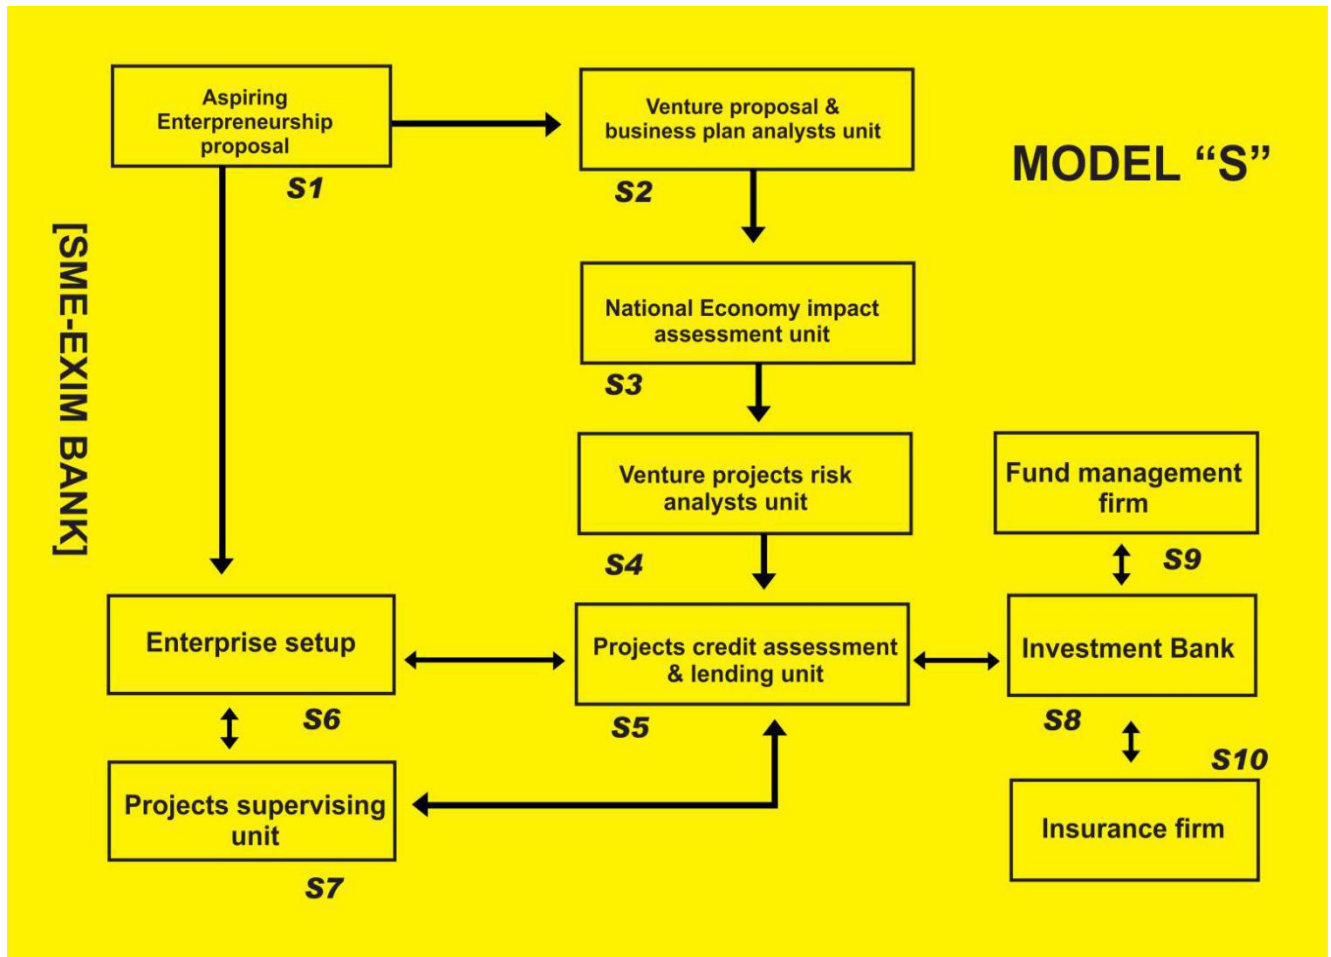 Aspiring
Enterpreneurship
proposal
S1
Venture proposal &
business plan analysts unit
S2
MODEL “S”
[SME-EXIM BANK]
National Economy impact
assessment unit
S3
Venture projects risk
analysts unit
S4
Fund management
firm
S9
Enterprise setup
S6
Projects credit assessment
& lending unit
S5
Investment Bank
S8
Projects supervising
unit
S7
S10
Insurance firm